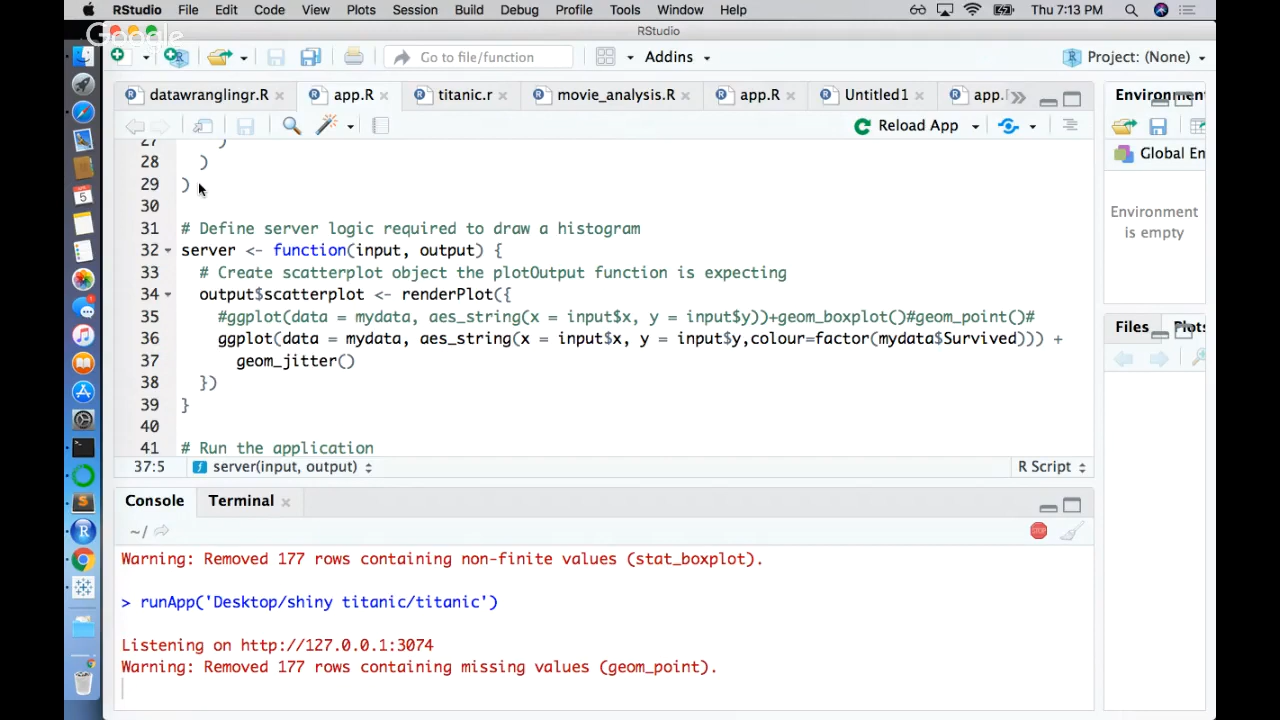 RStudio File Edit Code View Plots Session Build Debug Profile Tools Window Help Thu 7:13 PM
Google
RStudio
Go to file/function Addins Project: (None)
datawranglingr.R app.R titanic.r movie_analysis.R app.R Untitled1 app.
Reload App
27 )
28 )
29 )
30
31 # Define server logic required to draw a histogram
32 server <- function(input, output) {
33 # Create scatterplot object the plotOutput function is expecting
34 output$scatterplot <- renderPlot({
35 #ggplot(data = mydata, aes_string(x = input$x, y = input$y))+geom_boxplot()#geom_point()#
36 ggplot(data = mydata, aes_string(x = input$x, y = input$y,colour=factor(mydata$Survived))) +
37 geom_jitter()
38 })
39 }
40
41 # Run the application
37:5 server(input, output) R Script
Console Terminal
~/
STOP
Warning: Removed 177 rows containing non-finite values (stat_boxplot).
> runApp('Desktop/shiny titanic/titanic')
Listening on http://127.0.0.1:3074
Warning: Removed 177 rows containing missing values (geom_point).
Environment
Global En
Environment
is empty
Files Plots
5